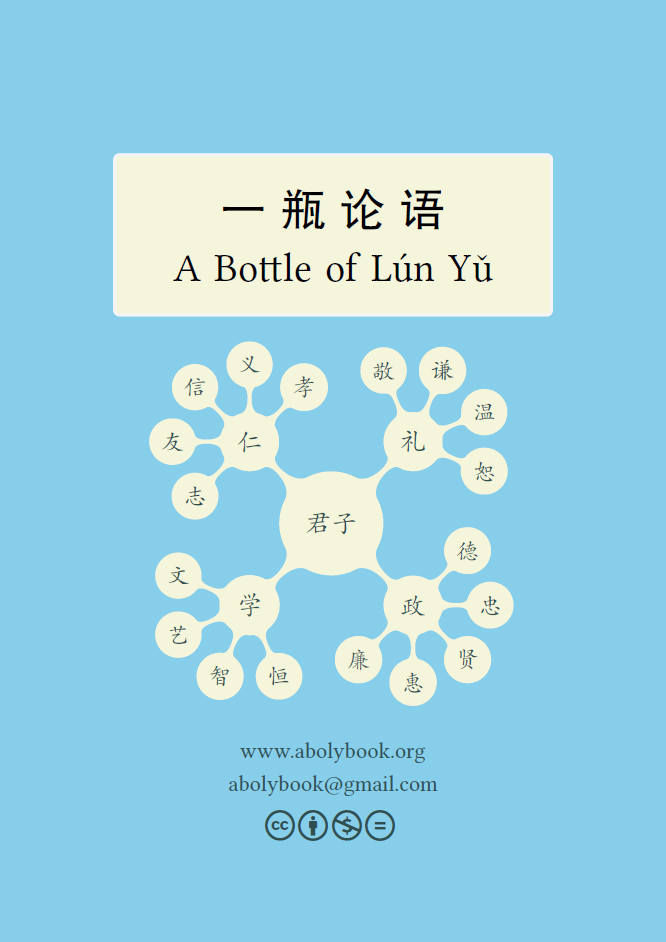 一瓶论语
A Bottle of Lún Yǔ
君子
仁
志
友
信
义
孝
礼
敬
谦
温
恕
学
文
艺
智
恒
政
德
忠
贤
惠
廉
www.abolybook.org
abolybook@gmail.com
cc $ =